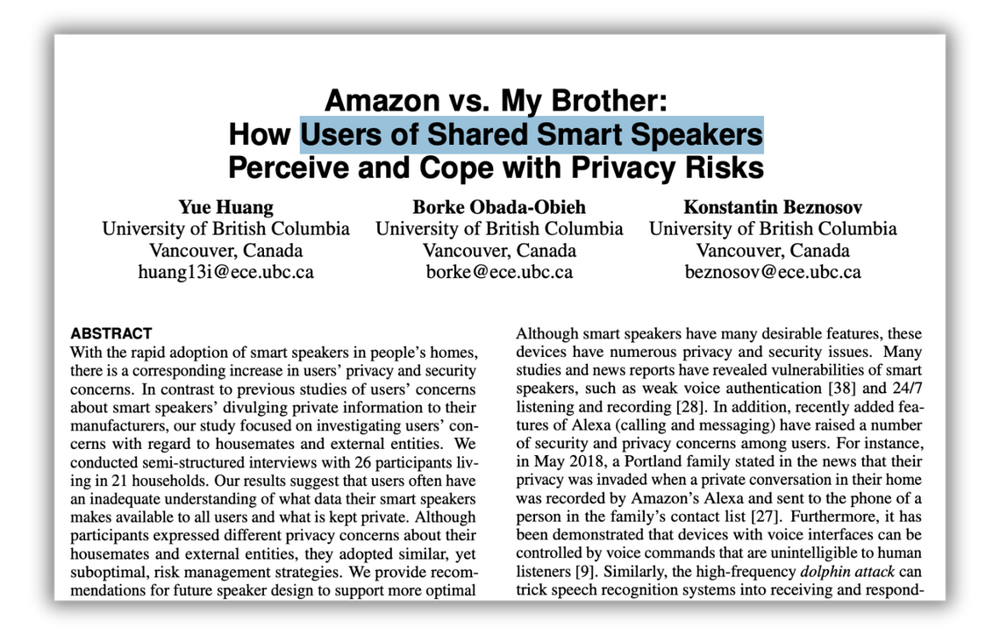 Amazon vs. My Brother:
How Users of Shared Smart Speakers
Perceive and Cope with Privacy Risks
Yue Huang
University of British Columbia
Vancouver, Canada
huang13i@ece.ubc.ca
Borke Obada-Obieh
University of British Columbia
Vancouver, Canada
borke@ece.ubc.ca
Konstantin Beznosov
University of British Columbia
Vancouver, Canada
beznosov@ece.ubc.ca
ABSTRACT
With the rapid adoption of smart speakers in people's homes,
there is a corresponding increase in users' privacy and security
concerns. In contrast to previous studies of users' concerns
about smart speakers' divulging private information to their
manufacturers, our study focused on investigating users' con-
cerns with regard to housemates and external entities. We
conducted semi-structured interviews with 26 participants liv-
ing in 21 households. Our results suggest that users often have
an inadequate understanding of what data their smart speakers
makes available to all users and what is kept private. Although
participants expressed different privacy concerns about their
housemates and external entities, they adopted similar, yet
suboptimal, risk management strategies. We provide recom-
mendations for future speaker design to support more optimal
Although smart speakers have many desirable features, these
devices have numerous privacy and security issues. Many
studies and news reports have revealed vulnerabilities of smart
speakers, such as weak voice authentication [38] and 24/7
listening and recording [28]. In addition, recently added fea-
tures of Alexa (calling and messaging) have raised a number
of security and privacy concerns among users. For instance,
in May 2018, a Portland family stated in the news that their
privacy was invaded when a private conversation in their home
was recorded by Amazon's Alexa and sent to the phone of a
person in the family's contact list [27]. Furthermore, it has
been demonstrated that devices with voice interfaces can be
controlled by voice commands that are unintelligible to human
listeners [9]. Similarly, the high-frequency dolphin attack can
trick speech recognition systems into receiving and respond-